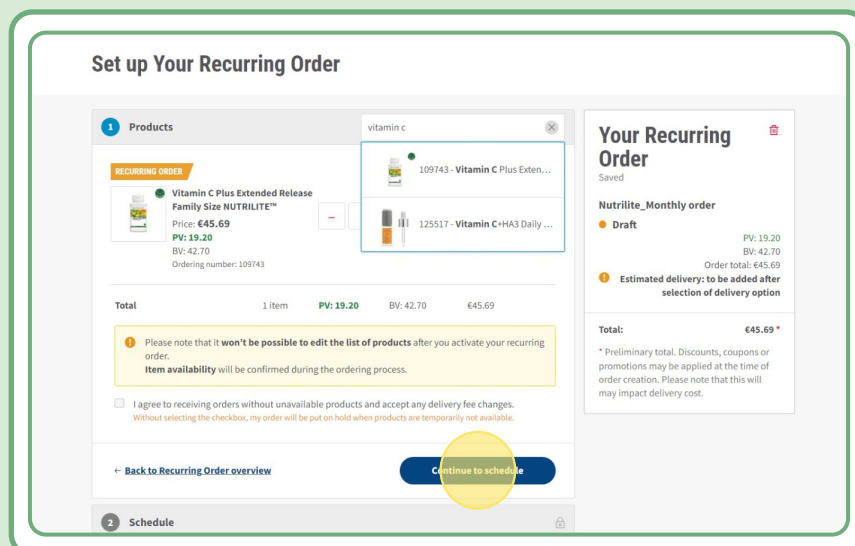 Set up Your Recurring Order
1 Products
vitamin c
109743 - Vitamin C Plus Exten...
125517 - Vitamin C+HA3 Daily ...
RECURRING ORDER
Vitamin C Plus Extended Release
Family Size NUTRILITE™
Price: €45.69
PV: 19.20
BV: 42.70
Ordering number: 109743
Total 1 item PV: 19.20 BV: 42.70 €45.69
Please note that it won't be possible to edit the list of products after you activate your recurring
order.
Item availability will be confirmed during the ordering process.
I agree to receiving orders without unavailable products and accept any delivery fee changes.
Without selecting the checkbox, my order will be put on hold when products are temporarily not available.
← Back to Recurring Order overview
Continue to schedule
2 Schedule
Your Recurring
Order
Saved
Nutrilite_Monthly order
Draft
PV: 19.20
BV: 42.70
Order total: €45.69
Estimated delivery: to be added after
selection of delivery option
Total: €45.69 *
* Preliminary total. Discounts, coupons or
promotions may be applied at the time of
order creation. Please note that this will
may impact delivery cost.